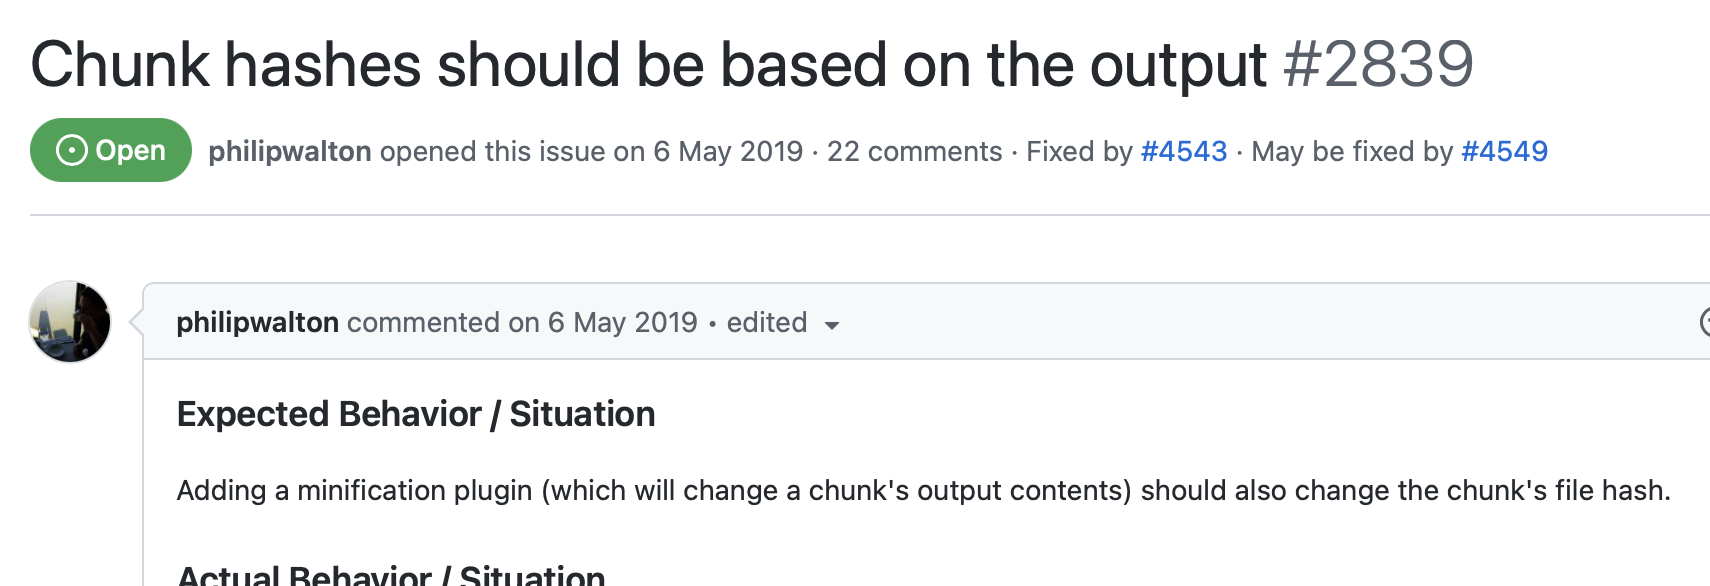 Chunk hashes should be based on the output #2839
Open philipwalton opened this issue on 6 May 2019 · 22 comments · Fixed by #4543 · May be fixed by #4549
philipwalton commented on 6 May 2019 • edited
Expected Behavior / Situation
Adding a minification plugin (which will change a chunk's output contents) should also change the chunk's file hash.
Actual Behavior / Situation